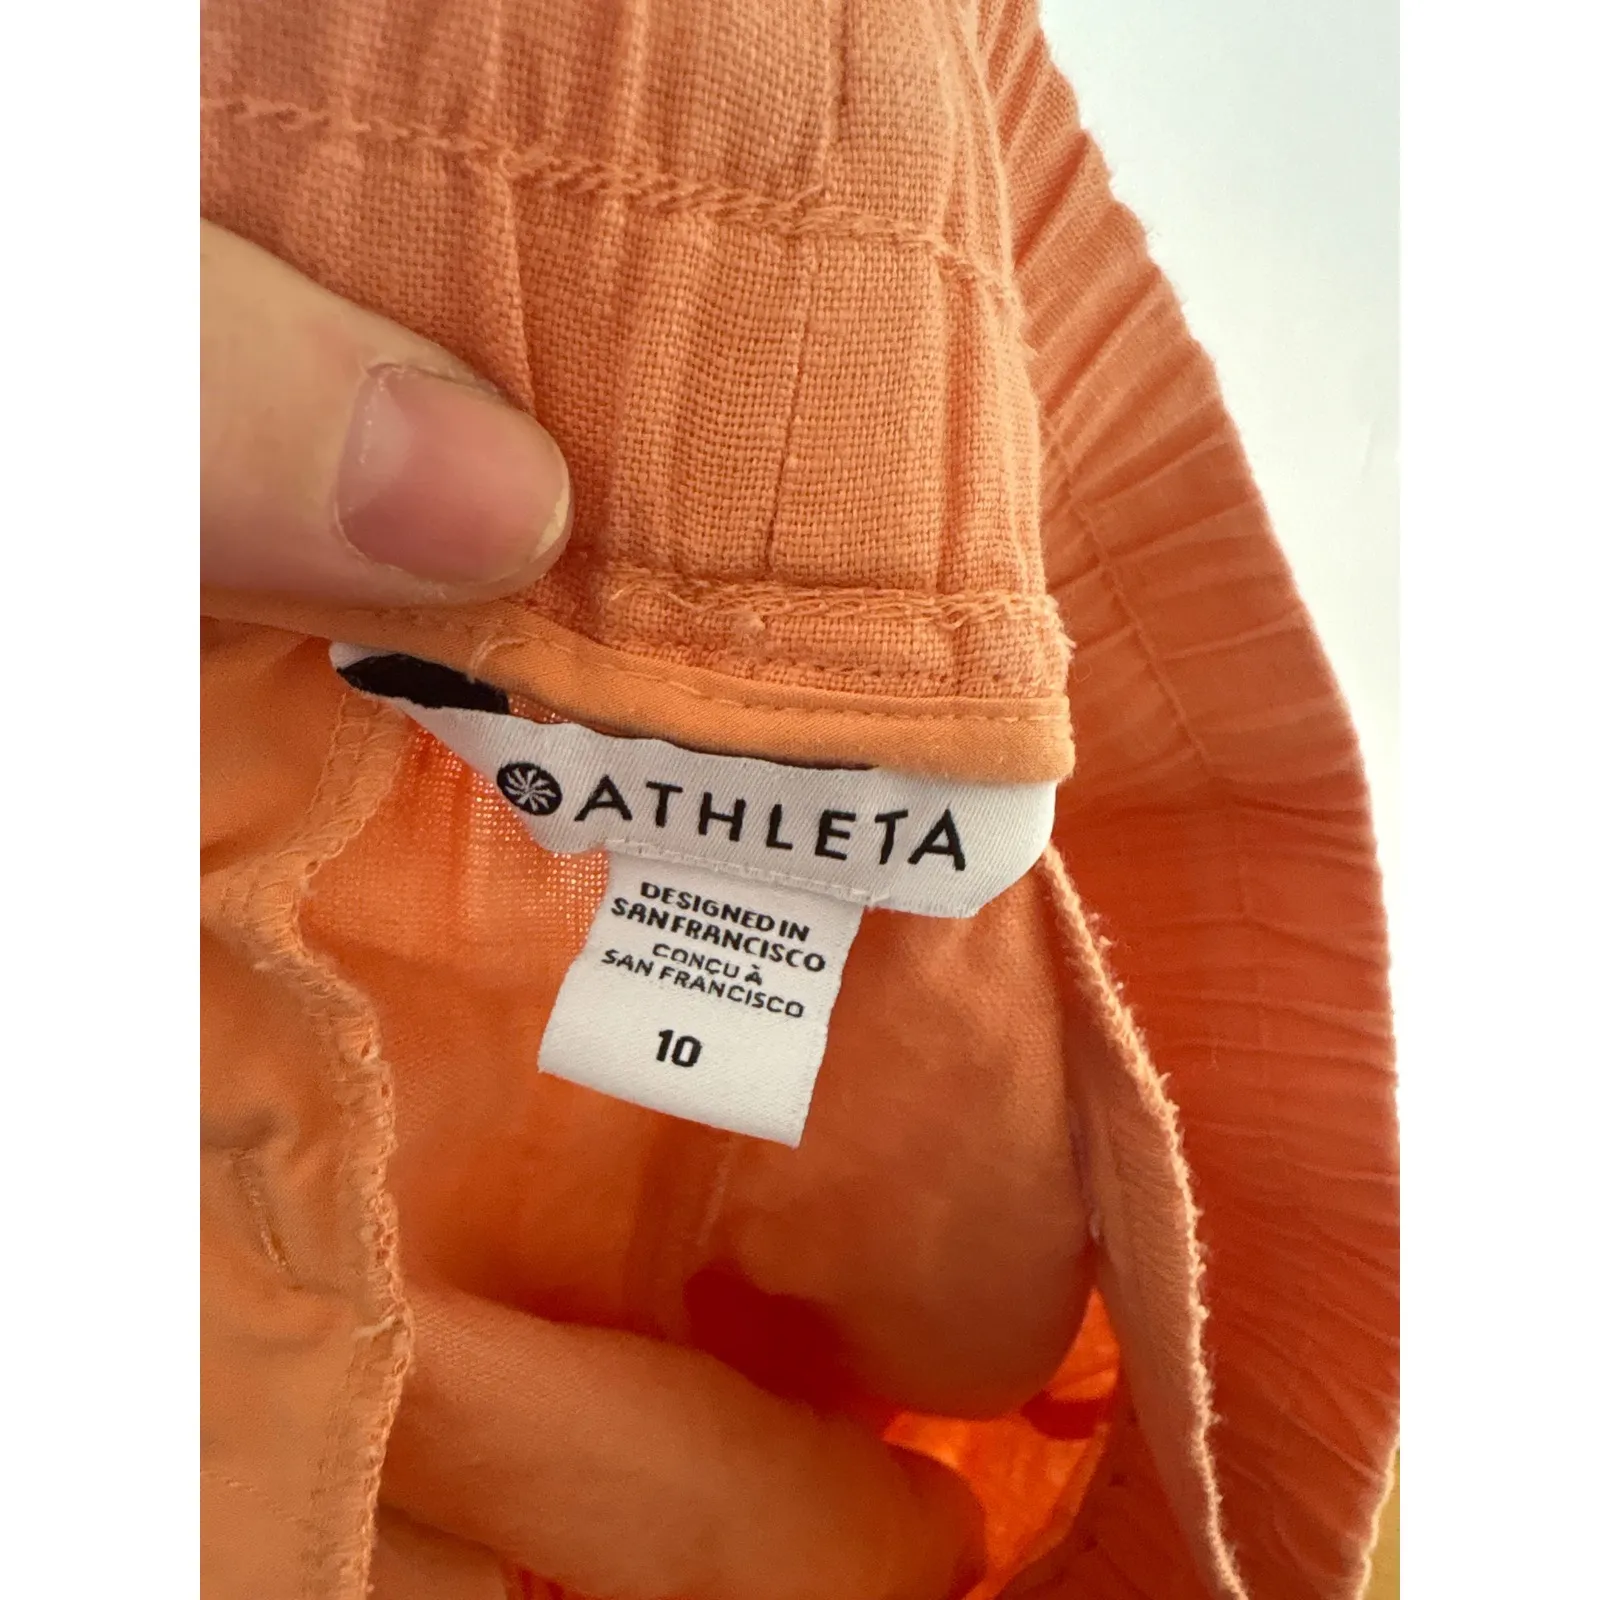 ATHLETA
DESIGNED IN
SAN FRANCISCO
CONÇU À
SAN FRANCISCO
10